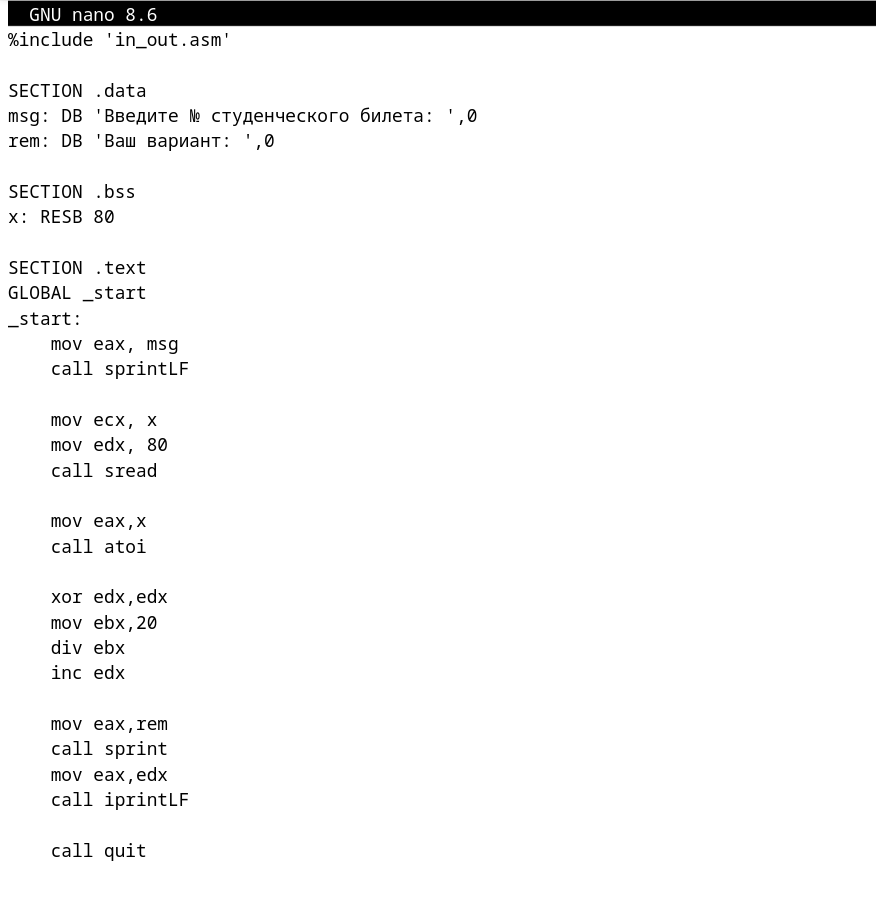 GNU nano 8.6
%include 'in_out.asm'
SECTION .data
msg: DB 'Введите № студенческого билета: ',0
rem: DB 'Ваш вариант: ',0
SECTION .bss
x: RESB 80
SECTION .text
GLOBAL _start
_start:
mov eax, msg
call sprintLF
mov ecx, x
mov edx, 80
call sread
mov eax,x
call atoi
xor edx,edx
mov ebx,20
div ebx
inc edx
mov eax,rem
call sprint
mov eax,edx
call iprintLF
call quit